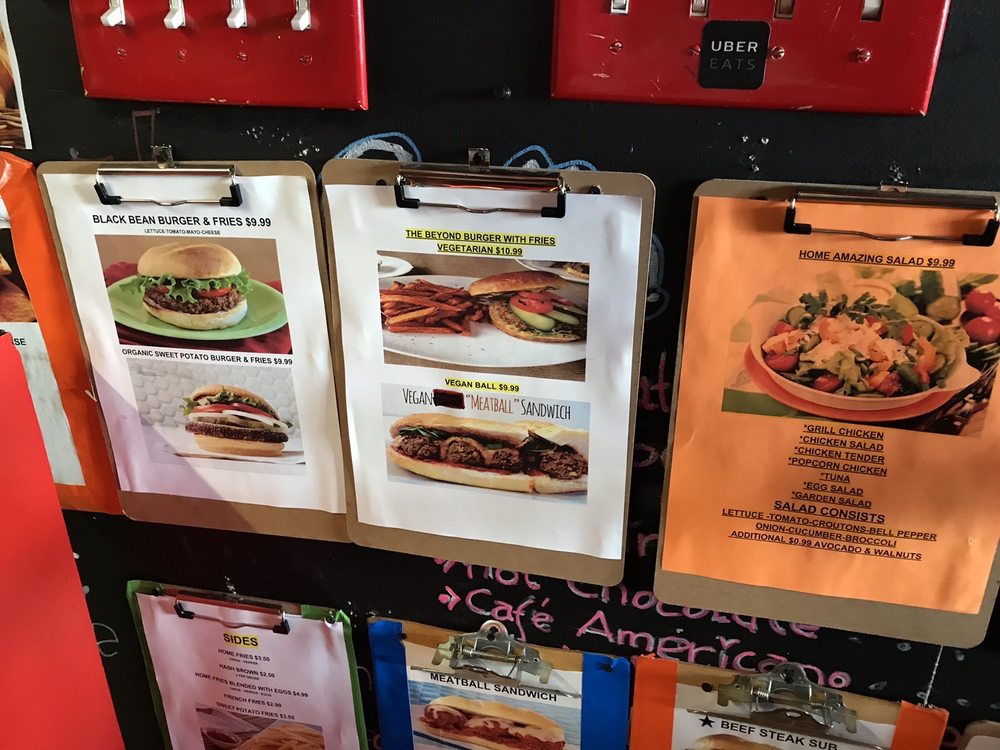 UBER
EATS
BLACK BEAN BURGER & FRIES $9.99
LETTUCE-TOMATO-MAYO-CHEESE
ORGANIC SWEET POTATO BURGER & FRIES $9.99
THE BEYOND BURGER WITH FRIES
VEGETARIAN $10.99
VEGAN BALL $9.99
VEGAN "MEATBALL" SANDWICH
HOME AMAZING SALAD $9.99
*GRILL CHICKEN
*CHICKEN SALAD
*CHICKEN TENDER
*POPCORN CHICKEN
*TUNA
*EGG SALAD
*GARDEN SALAD
SALAD CONSISTS
LETTUCE -TOMATO-CROUTONS-BELL PEPPER
ONION-CUCUMBER-BROCCOLI
ADDITIONAL $0.99 AVOCADO & WALNUTS
Hot Chocolate
Café Americano
SIDES
HOME FRIES $3.50
HASH BROWN $2.50
HOME FRIES BLENDED WITH EGGS $4.99
FRENCH FRIES $2.99
SWEET POTATO FRIES $3.50
MEATBALL SANDWICH
BEEF STEAK SUB